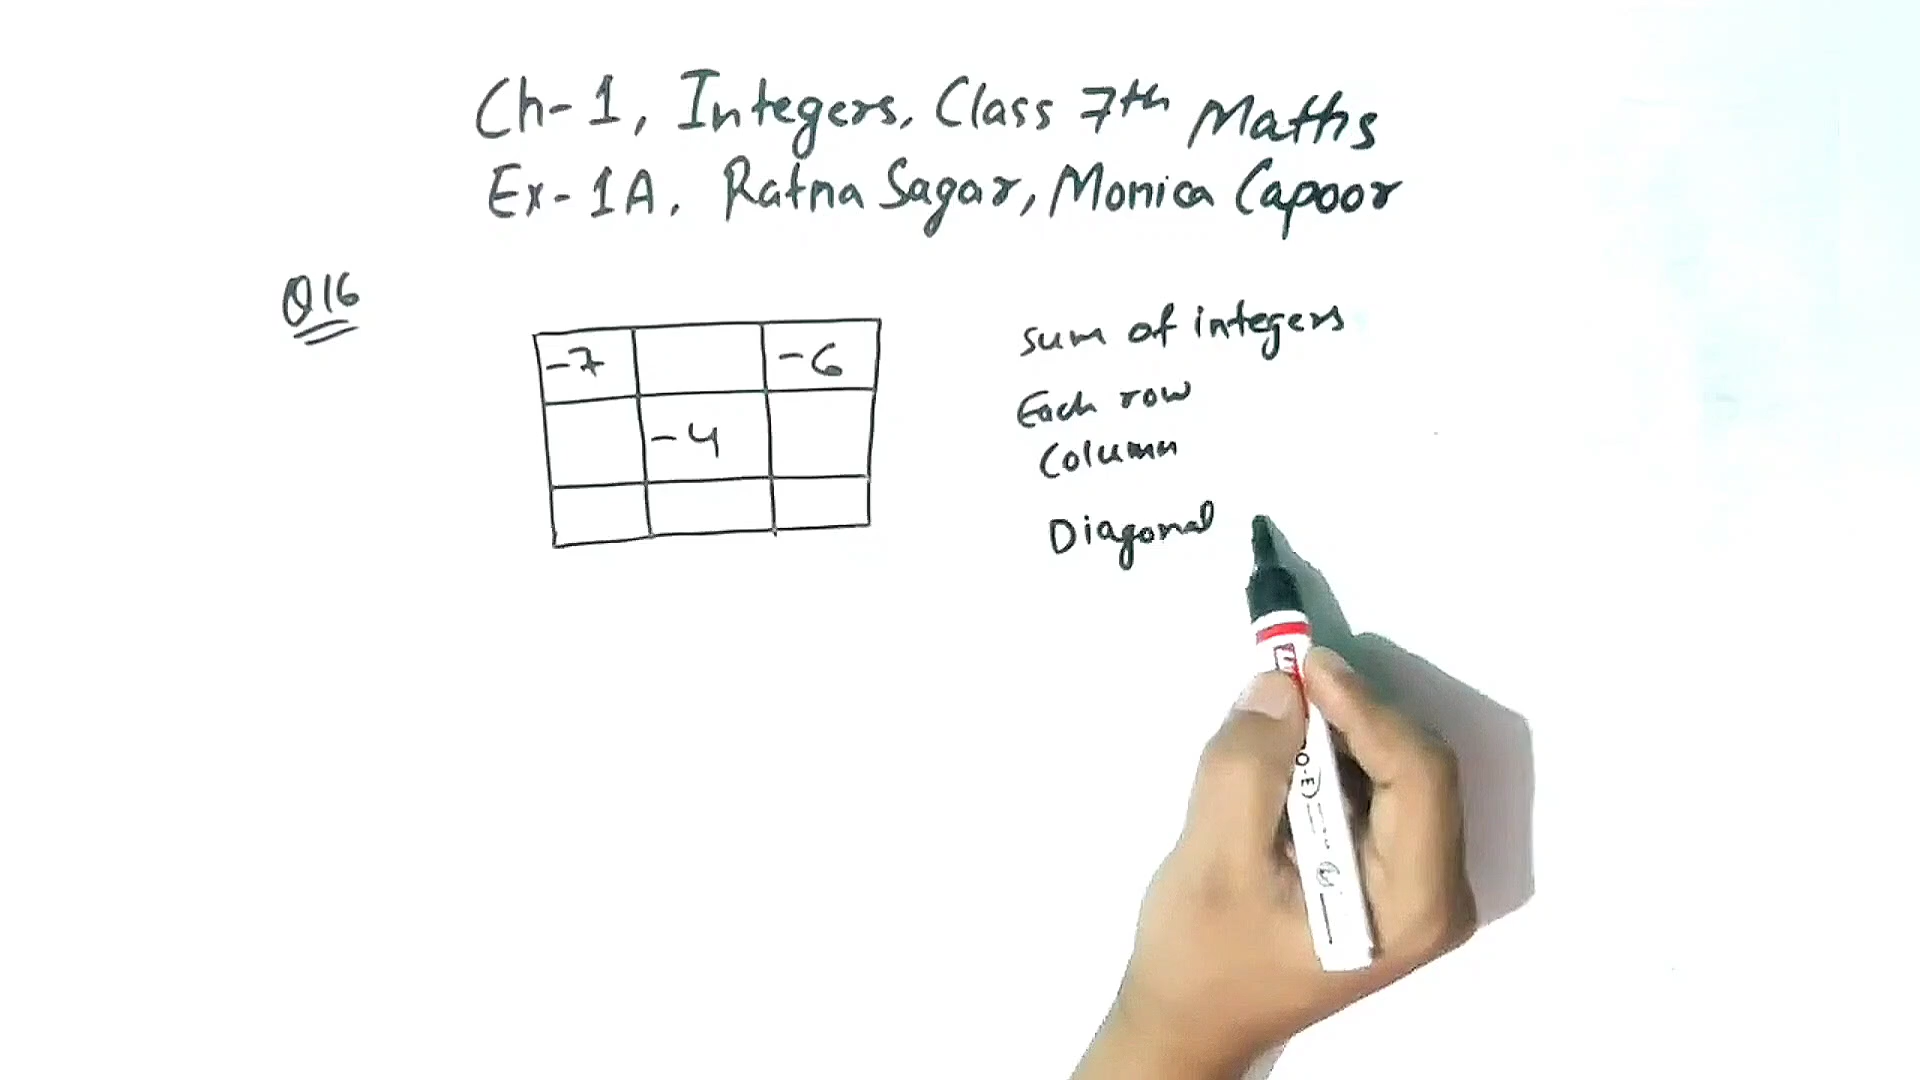 Ch-1, Integers, Class 7th Maths
Ex-1A, Ratna Sagar, Monica Capoor
Q16
-7 -6
-4
sum of integers
Each row
Column
Diagonal